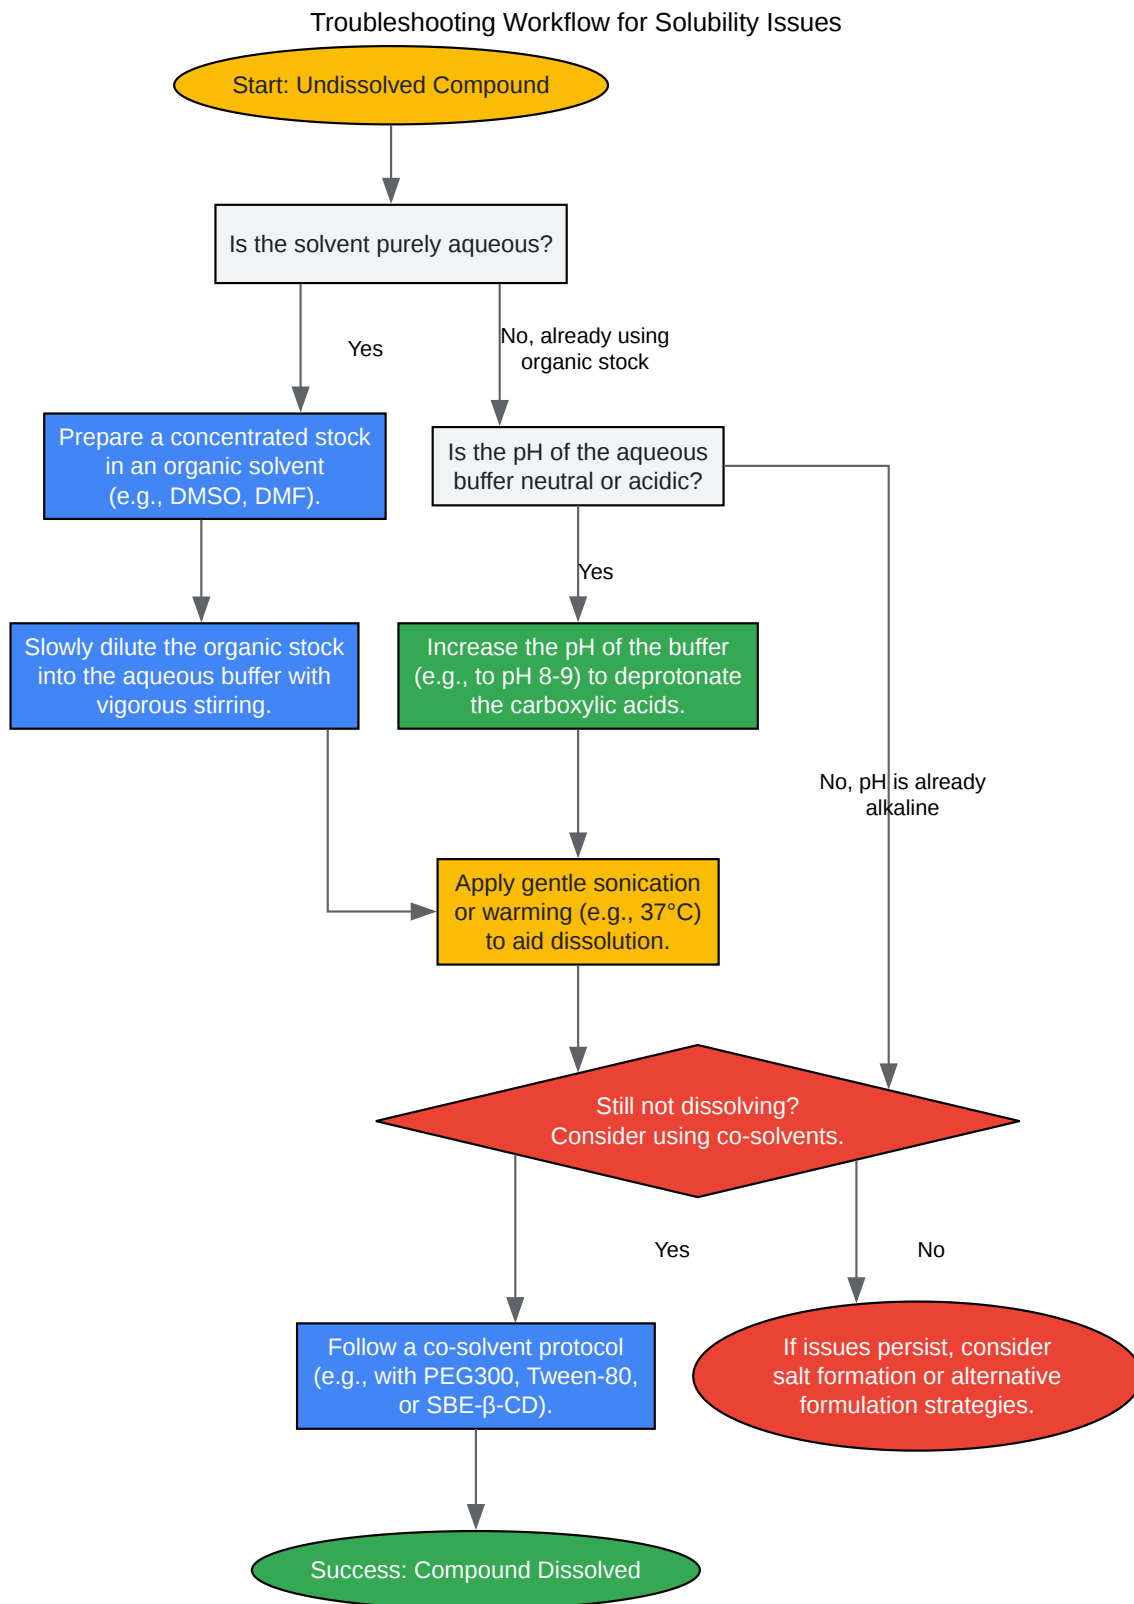 Troubleshooting Workflow for Solubility Issues
Start: Undissolved Compound
Is the solvent purely aqueous?
Yes
No, already using
organic stock
Prepare a concentrated stock
in an organic solvent
(e.g., DMSO, DMF).
Is the pH of the aqueous
buffer neutral or acidic?
Yes
Slowly dilute the organic stock
into the aqueous buffer with
vigorous stirring.
Increase the pH of the buffer
(e.g., to pH 8-9) to deprotonate
the carboxylic acids.
No, pH is already
alkaline
Apply gentle sonication
or warming (e.g., 37°C)
to aid dissolution.
Still not dissolving?
Consider using co-solvents.
Yes
No
Follow a co-solvent protocol
(e.g., with PEG300, Tween-80,
or SBE-β-CD).
If issues persist, consider
salt formation or alternative
formulation strategies.
Success: Compound Dissolved